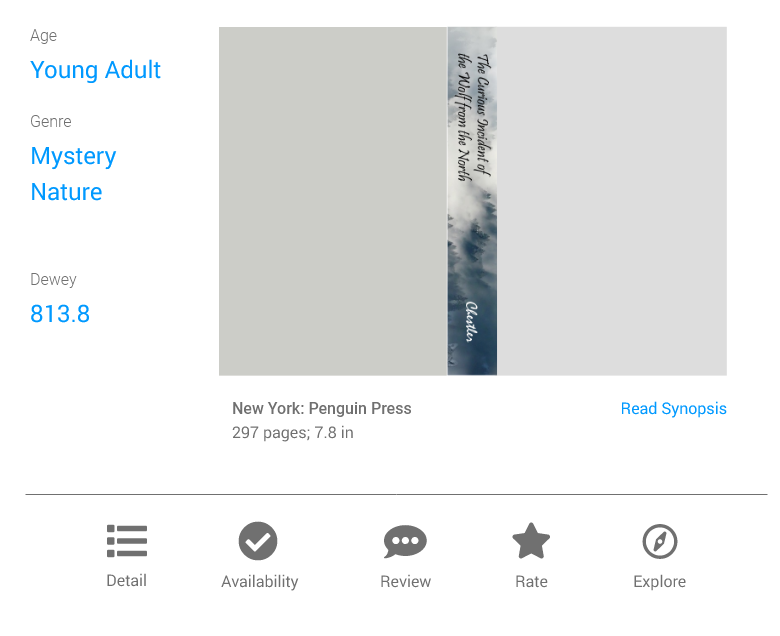 Age
Young Adult
Genre
Mystery
Nature
Dewey
813.8
The Curious Incident of
the Wolf from the North
Chestler
New York: Penguin Press
297 pages; 7.8 in
Read Synopsis
Detail
Availability
Review
Rate
Explore